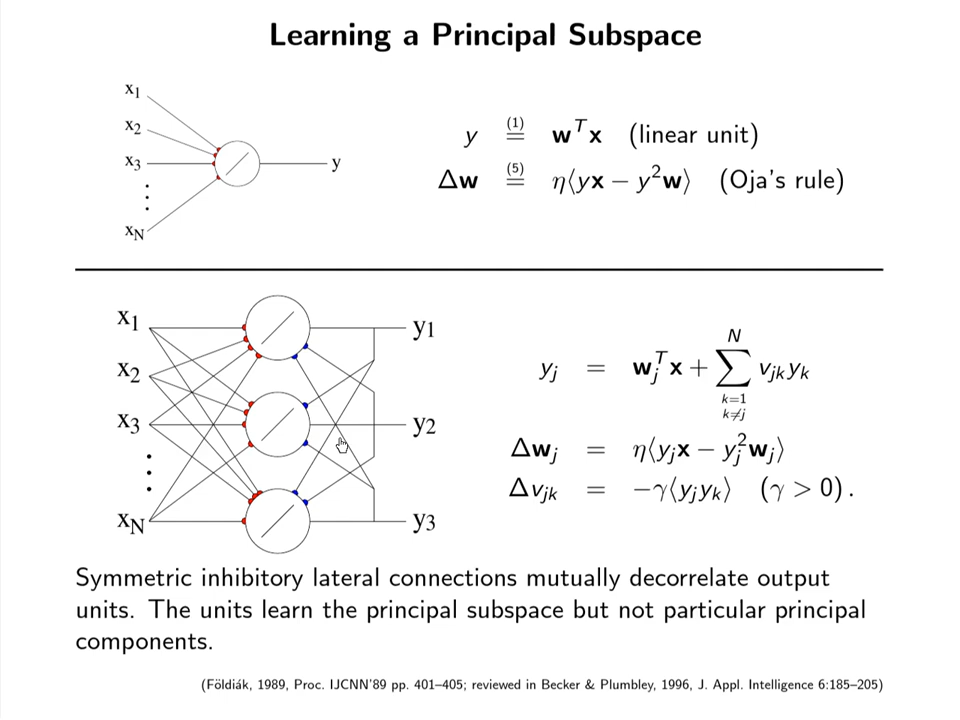 Learning a Principal Subspace
x1
x2
x3
⋮
xN
y
y (1)= wᵀx (linear unit)
Δw (5)= η⟨yx − y²w⟩ (Oja's rule)
x1
x2
x3
⋮
xN
y1
y2
y3
yⱼ = wⱼᵀx + ∑ₖ₌₁,ₖ≠ⱼᴺ vⱼₖyₖ
Δwⱼ = η⟨yⱼx − yⱼ²wⱼ⟩
Δvⱼₖ = −γ⟨yⱼyₖ⟩ (γ > 0) .
Symmetric inhibitory lateral connections mutually decorrelate output
units. The units learn the principal subspace but not particular principal
components.
(Földiák, 1989, Proc. IJCNN'89 pp. 401–405; reviewed in Becker & Plumbley, 1996, J. Appl. Intelligence 6:185–205)